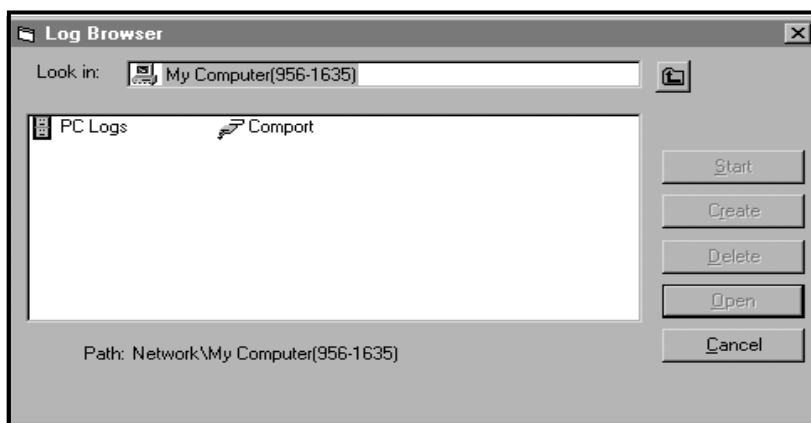 Log Browser
Look in: My Computer(956-1635)
PC Logs Comport
Start
Create
Delete
Open
Cancel
Path: Network\My Computer(956-1635)